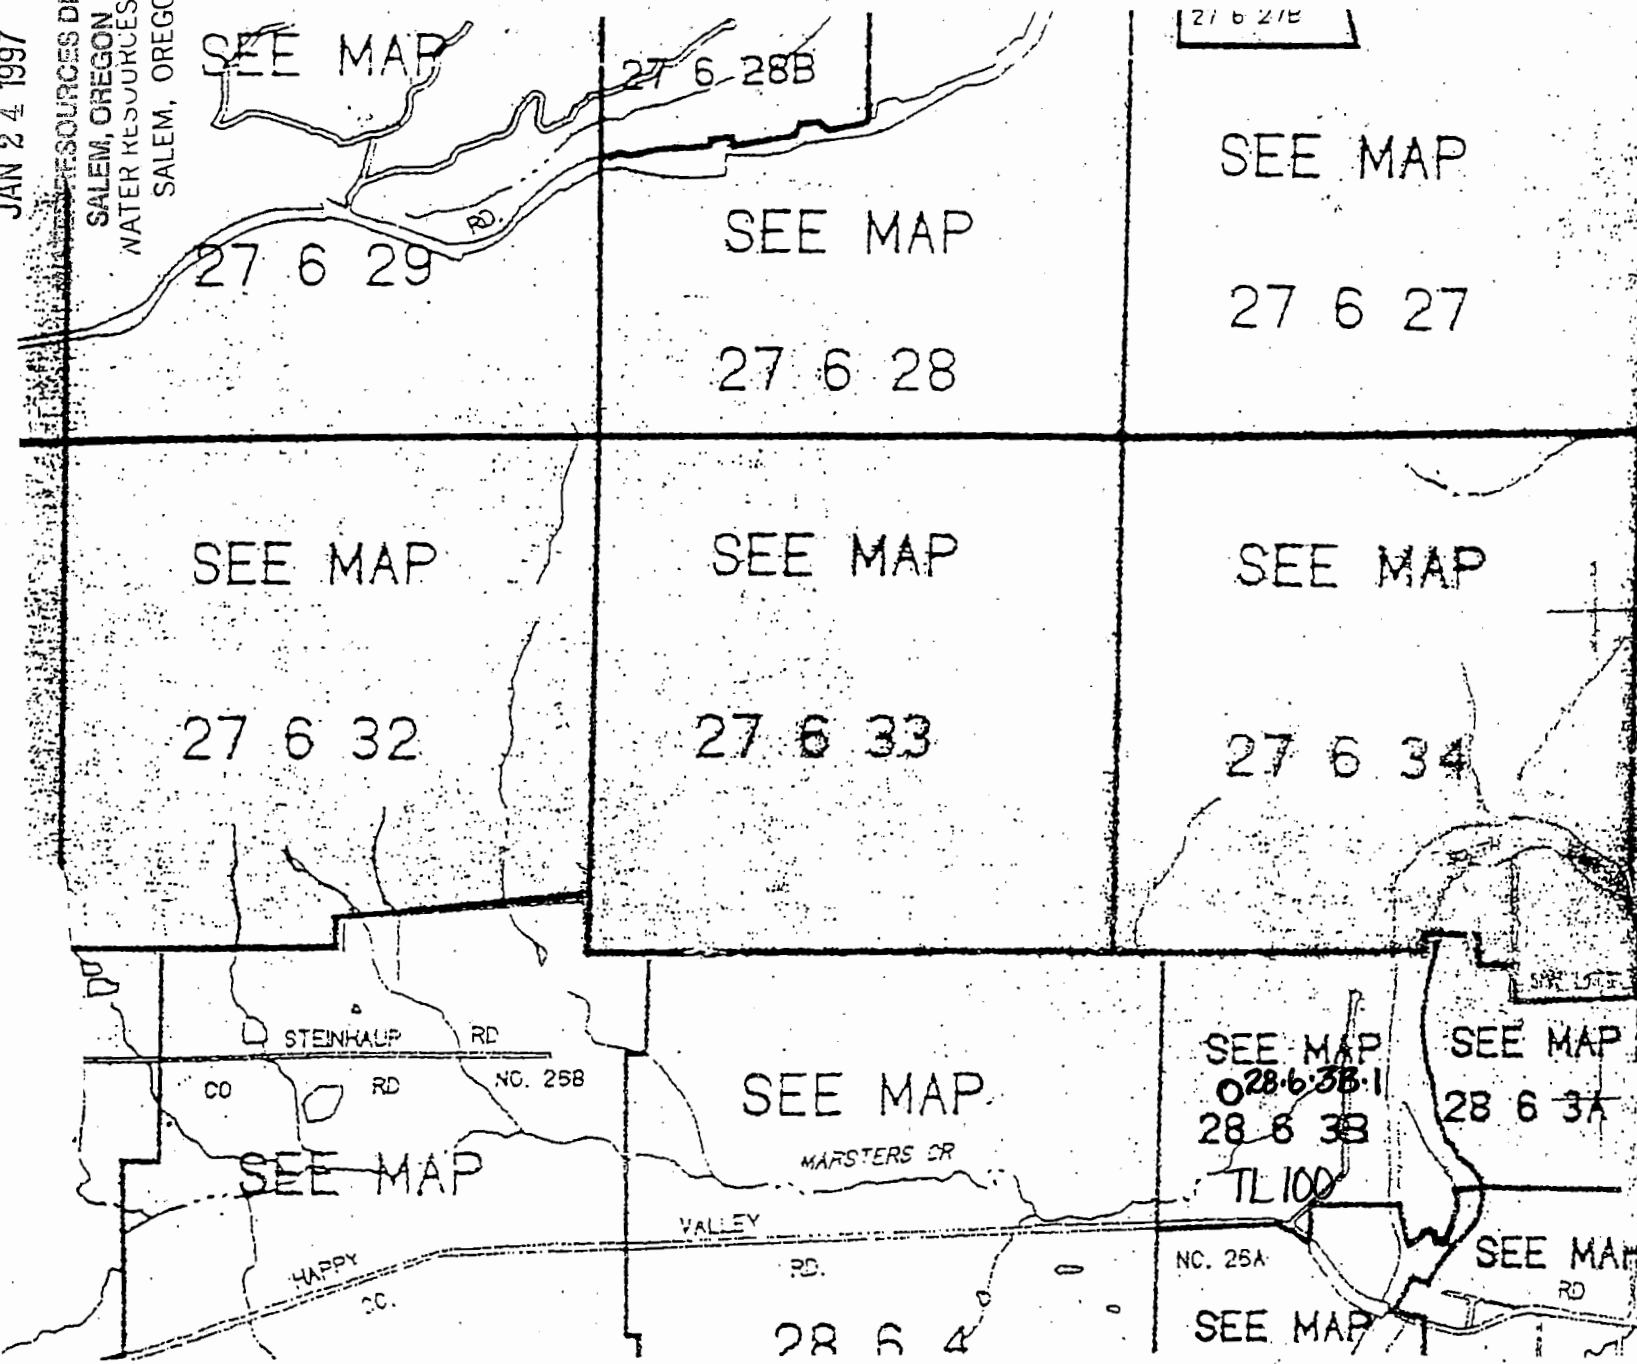 JAN 24 1997
SALEM, OREGON
WATER RESOURCES
SALEM, OREGO
SEE MAP
27 6 29
RD.
27 6 28B
SEE MAP
27 6 28
27 6 27B
SEE MAP
27 6 27
SEE MAP
27 6 32
SEE MAP
27 6 33
SEE MAP
27 6 34
STEINHAUP RD
CO RD NO. 25B
SEE MAP
HAPPY
CO.
VALLEY
RD.
SEE MAP
MARSTERS CR
28 6 4
SEE MAP
28.6.3B.1
28 6 3B
TL 100
NO. 26A
SEE MAP
SEE MAP
28 6 3A
SEE MAP
RD